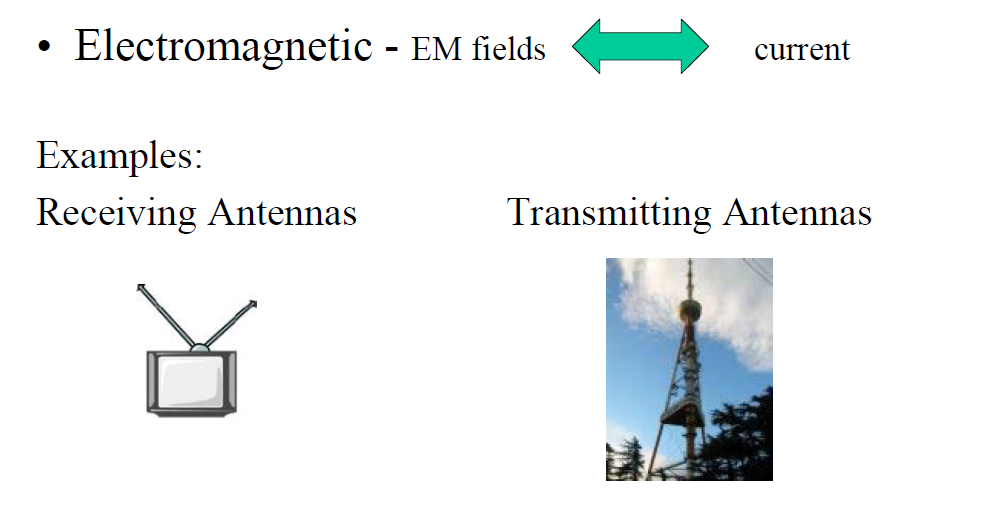 • Electromagnetic - EM fields current
Examples:
Receiving Antennas Transmitting Antennas